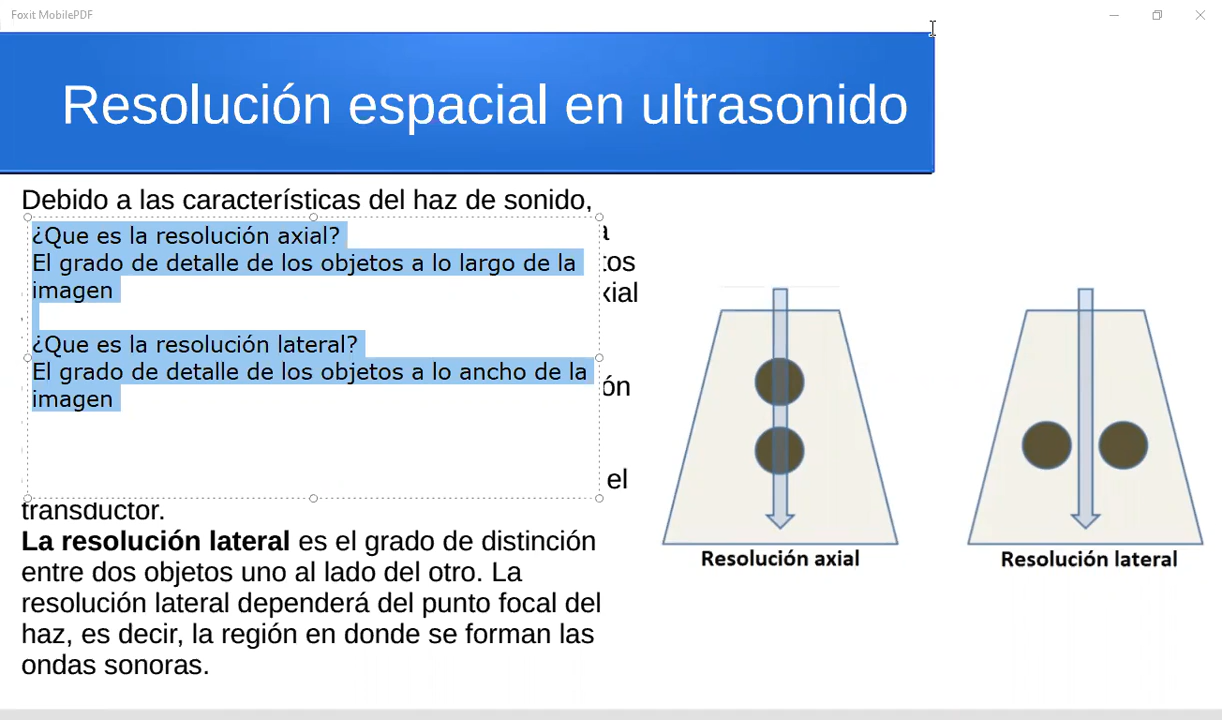 Foxit MobilePDF
Resolución espacial en ultrasonido
Debido a las características del haz de sonido,
¿Que es la resolución axial?
El grado de detalle de los objetos a lo largo de la
imagen
¿Que es la resolución lateral?
El grado de detalle de los objetos a lo ancho de la
imagen
el
transductor.
La resolución lateral es el grado de distinción
entre dos objetos uno al lado del otro. La
resolución lateral dependerá del punto focal del
haz, es decir, la región en donde se forman las
ondas sonoras.
Resolución axial
Resolución lateral